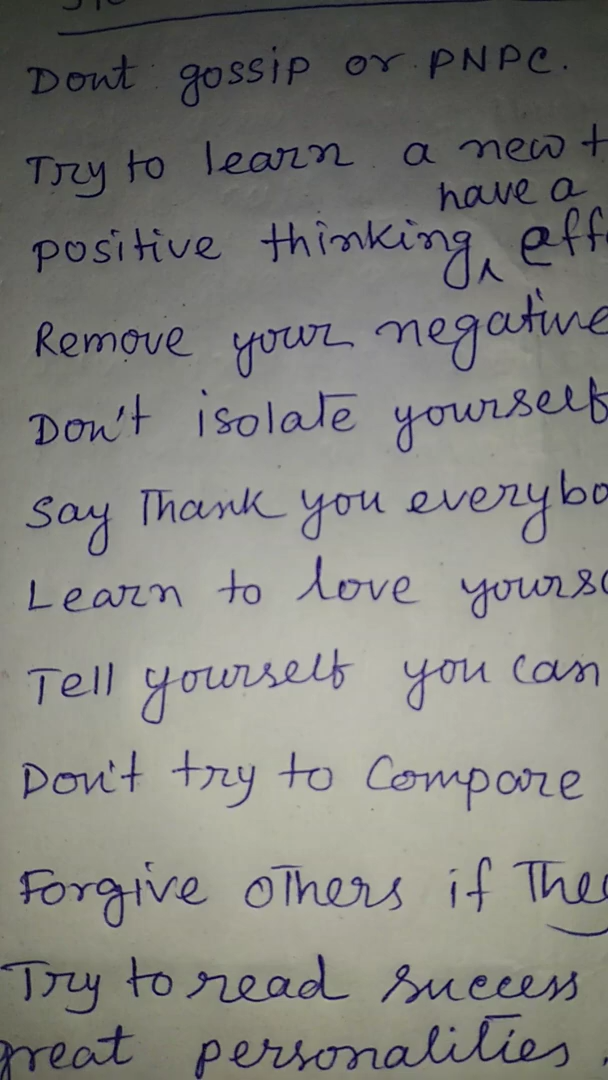 Dont gossip or PNPC.
Try to learn a new t
have a
positive thinking, ‸ eff
Remove your negative
Don't isolate yourself
Say Thank you everybo
Learn to love yours
Tell yourself you can
Don't try to Compare
Forgive others if They
Try to read success
great personalities.